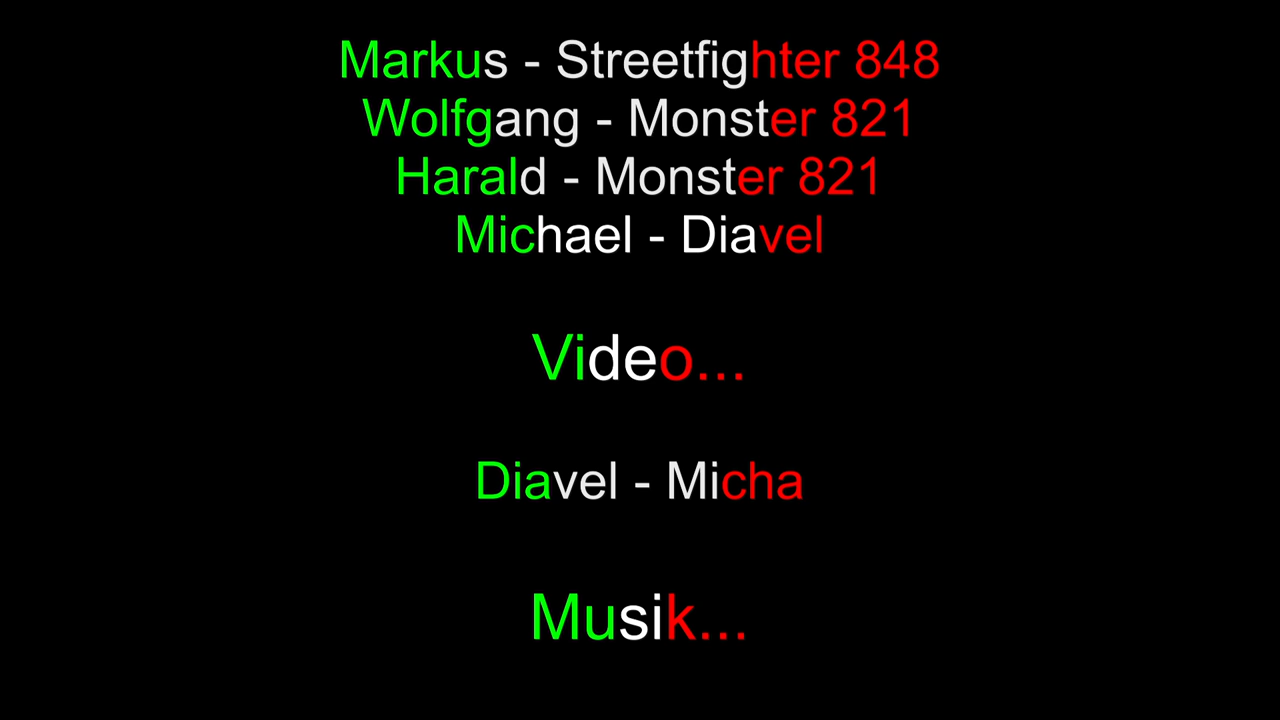 Markus - Streetfighter 848
Wolfgang - Monster 821
Harald - Monster 821
Michael - Diavel
Video...
Diavel - Micha
Musik...